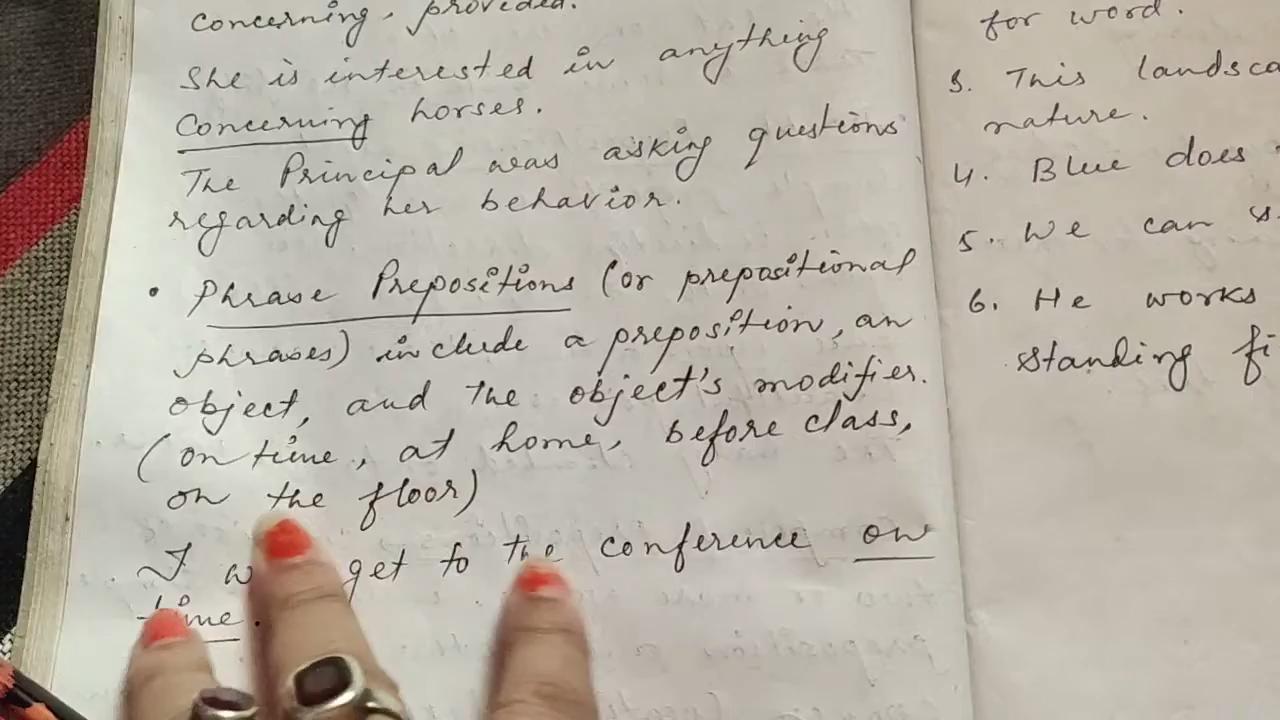 concerning, provided.
She is interested in anything
concerning horses.
The Principal was asking questions
regarding her behavior.
• Phrase Prepositions (or prepositional
phrases) include a preposition, an
object, and the object's modifier.
(on time, at home, before class,
on the floor)
I get to the conference on
time.
for word.
3. This
nature.
4. Blue does
5. We can
6. He works
standing